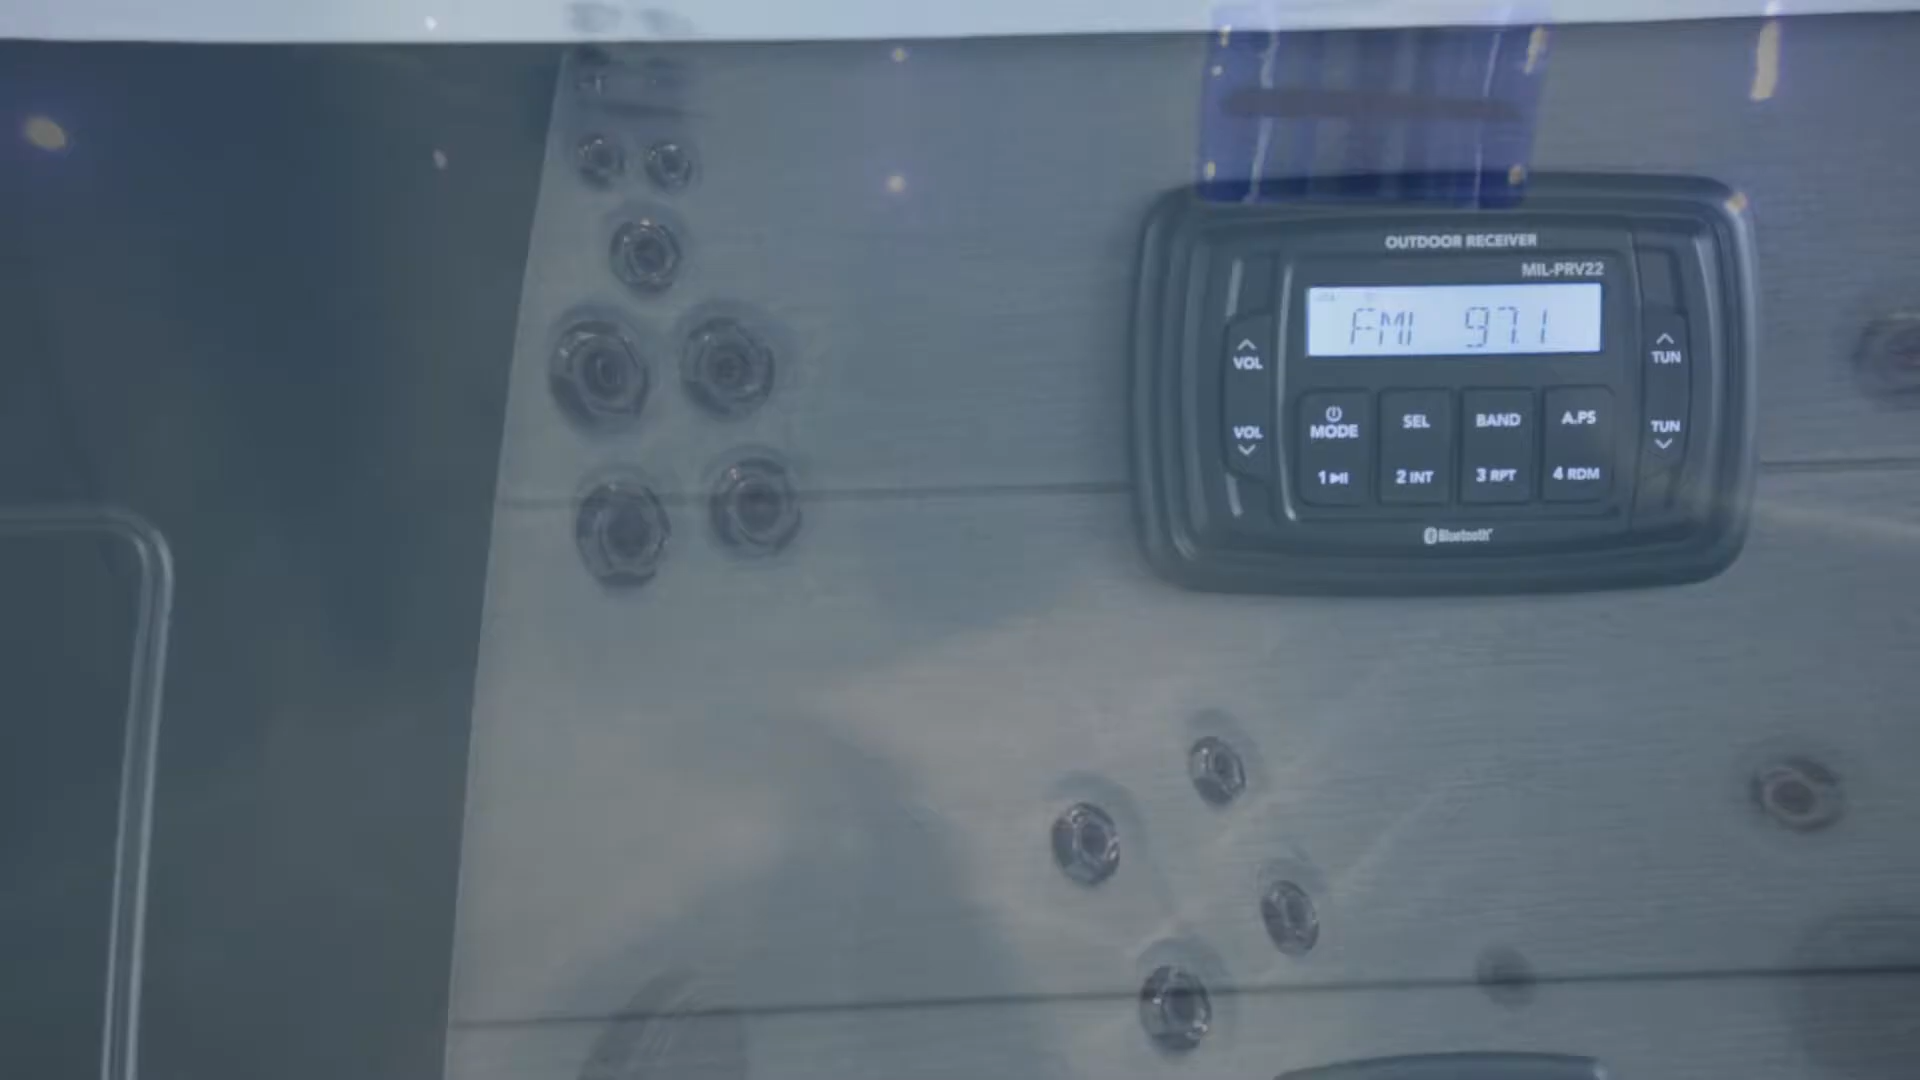 OUTDOOR RECEIVER
MIL-PRV22
FM1 97.1
VOL
TUN
VOL
TUN
MODE
SEL
BAND
A.PS
1
2 INT
3 RPT
4 RDM
Bluetooth